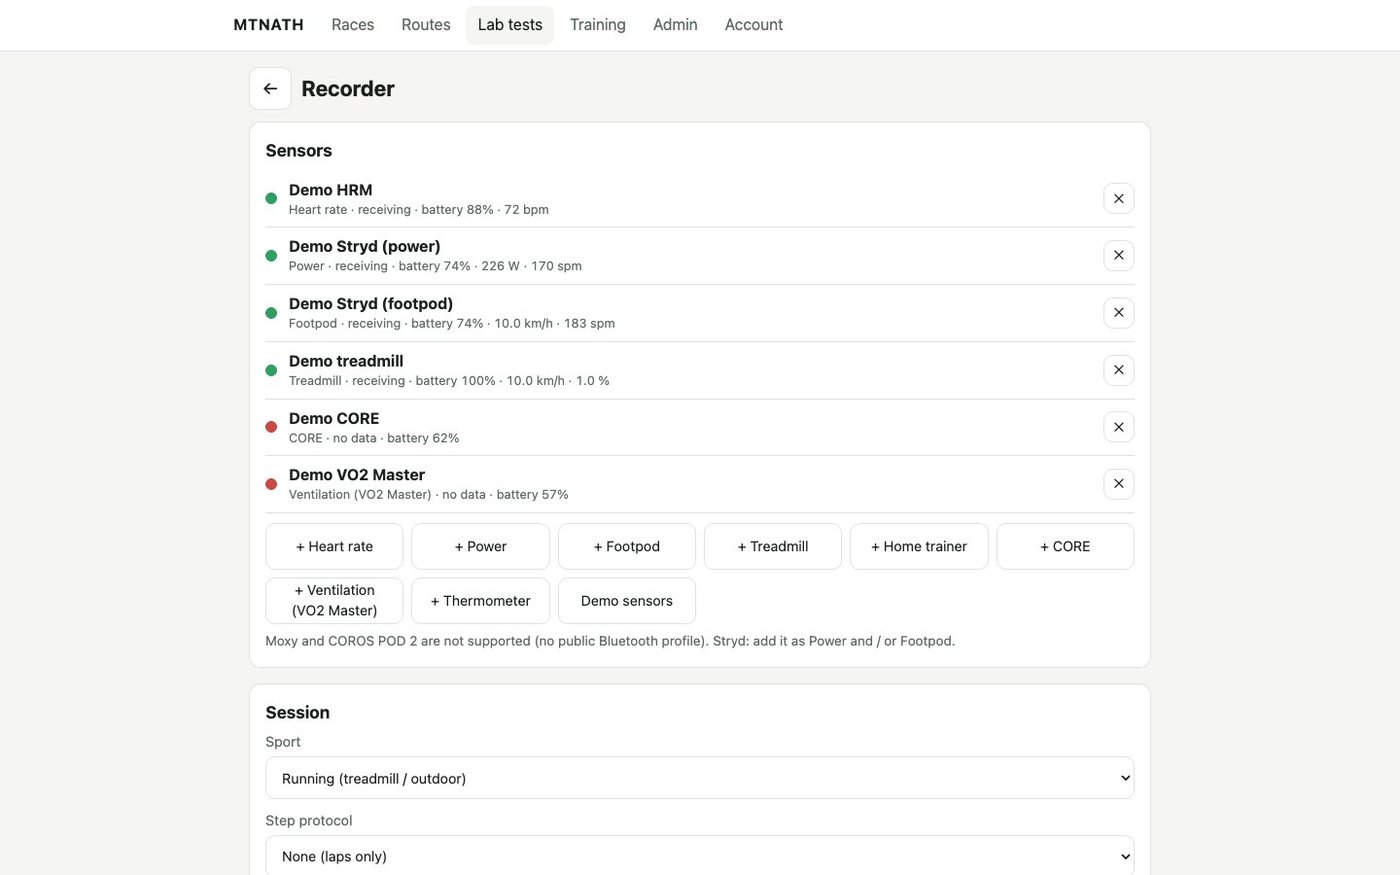 MTNATH Races Routes Lab tests Training Admin Account
← Recorder
Sensors
Demo HRM
Heart rate · receiving · battery 88% · 72 bpm
Demo Stryd (power)
Power · receiving · battery 74% · 226 W · 170 spm
Demo Stryd (footpod)
Footpod · receiving · battery 74% · 10.0 km/h · 183 spm
Demo treadmill
Treadmill · receiving · battery 100% · 10.0 km/h · 1.0 %
Demo CORE
CORE · no data · battery 62%
Demo VO2 Master
Ventilation (VO2 Master) · no data · battery 57%
+ Heart rate + Power + Footpod + Treadmill + Home trainer + CORE
+ Ventilation
(VO2 Master) + Thermometer Demo sensors
Moxy and COROS POD 2 are not supported (no public Bluetooth profile). Stryd: add it as Power and / or Footpod.
Session
Sport
Running (treadmill / outdoor)
Step protocol
None (laps only)